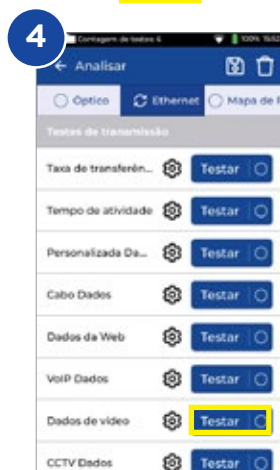 4
Contagem de testes 6
100% 15:52
← Analisar
Óptico Ethernet Mapa de
Testes de transmissão
Taxa de transferên... Testar
Tempo de atividade Testar
Personalizada Da... Testar
Cabo Dados Testar
Dados da Web Testar
VoIP Dados Testar
Dados de vídeo Testar
CCTV Dados Testar